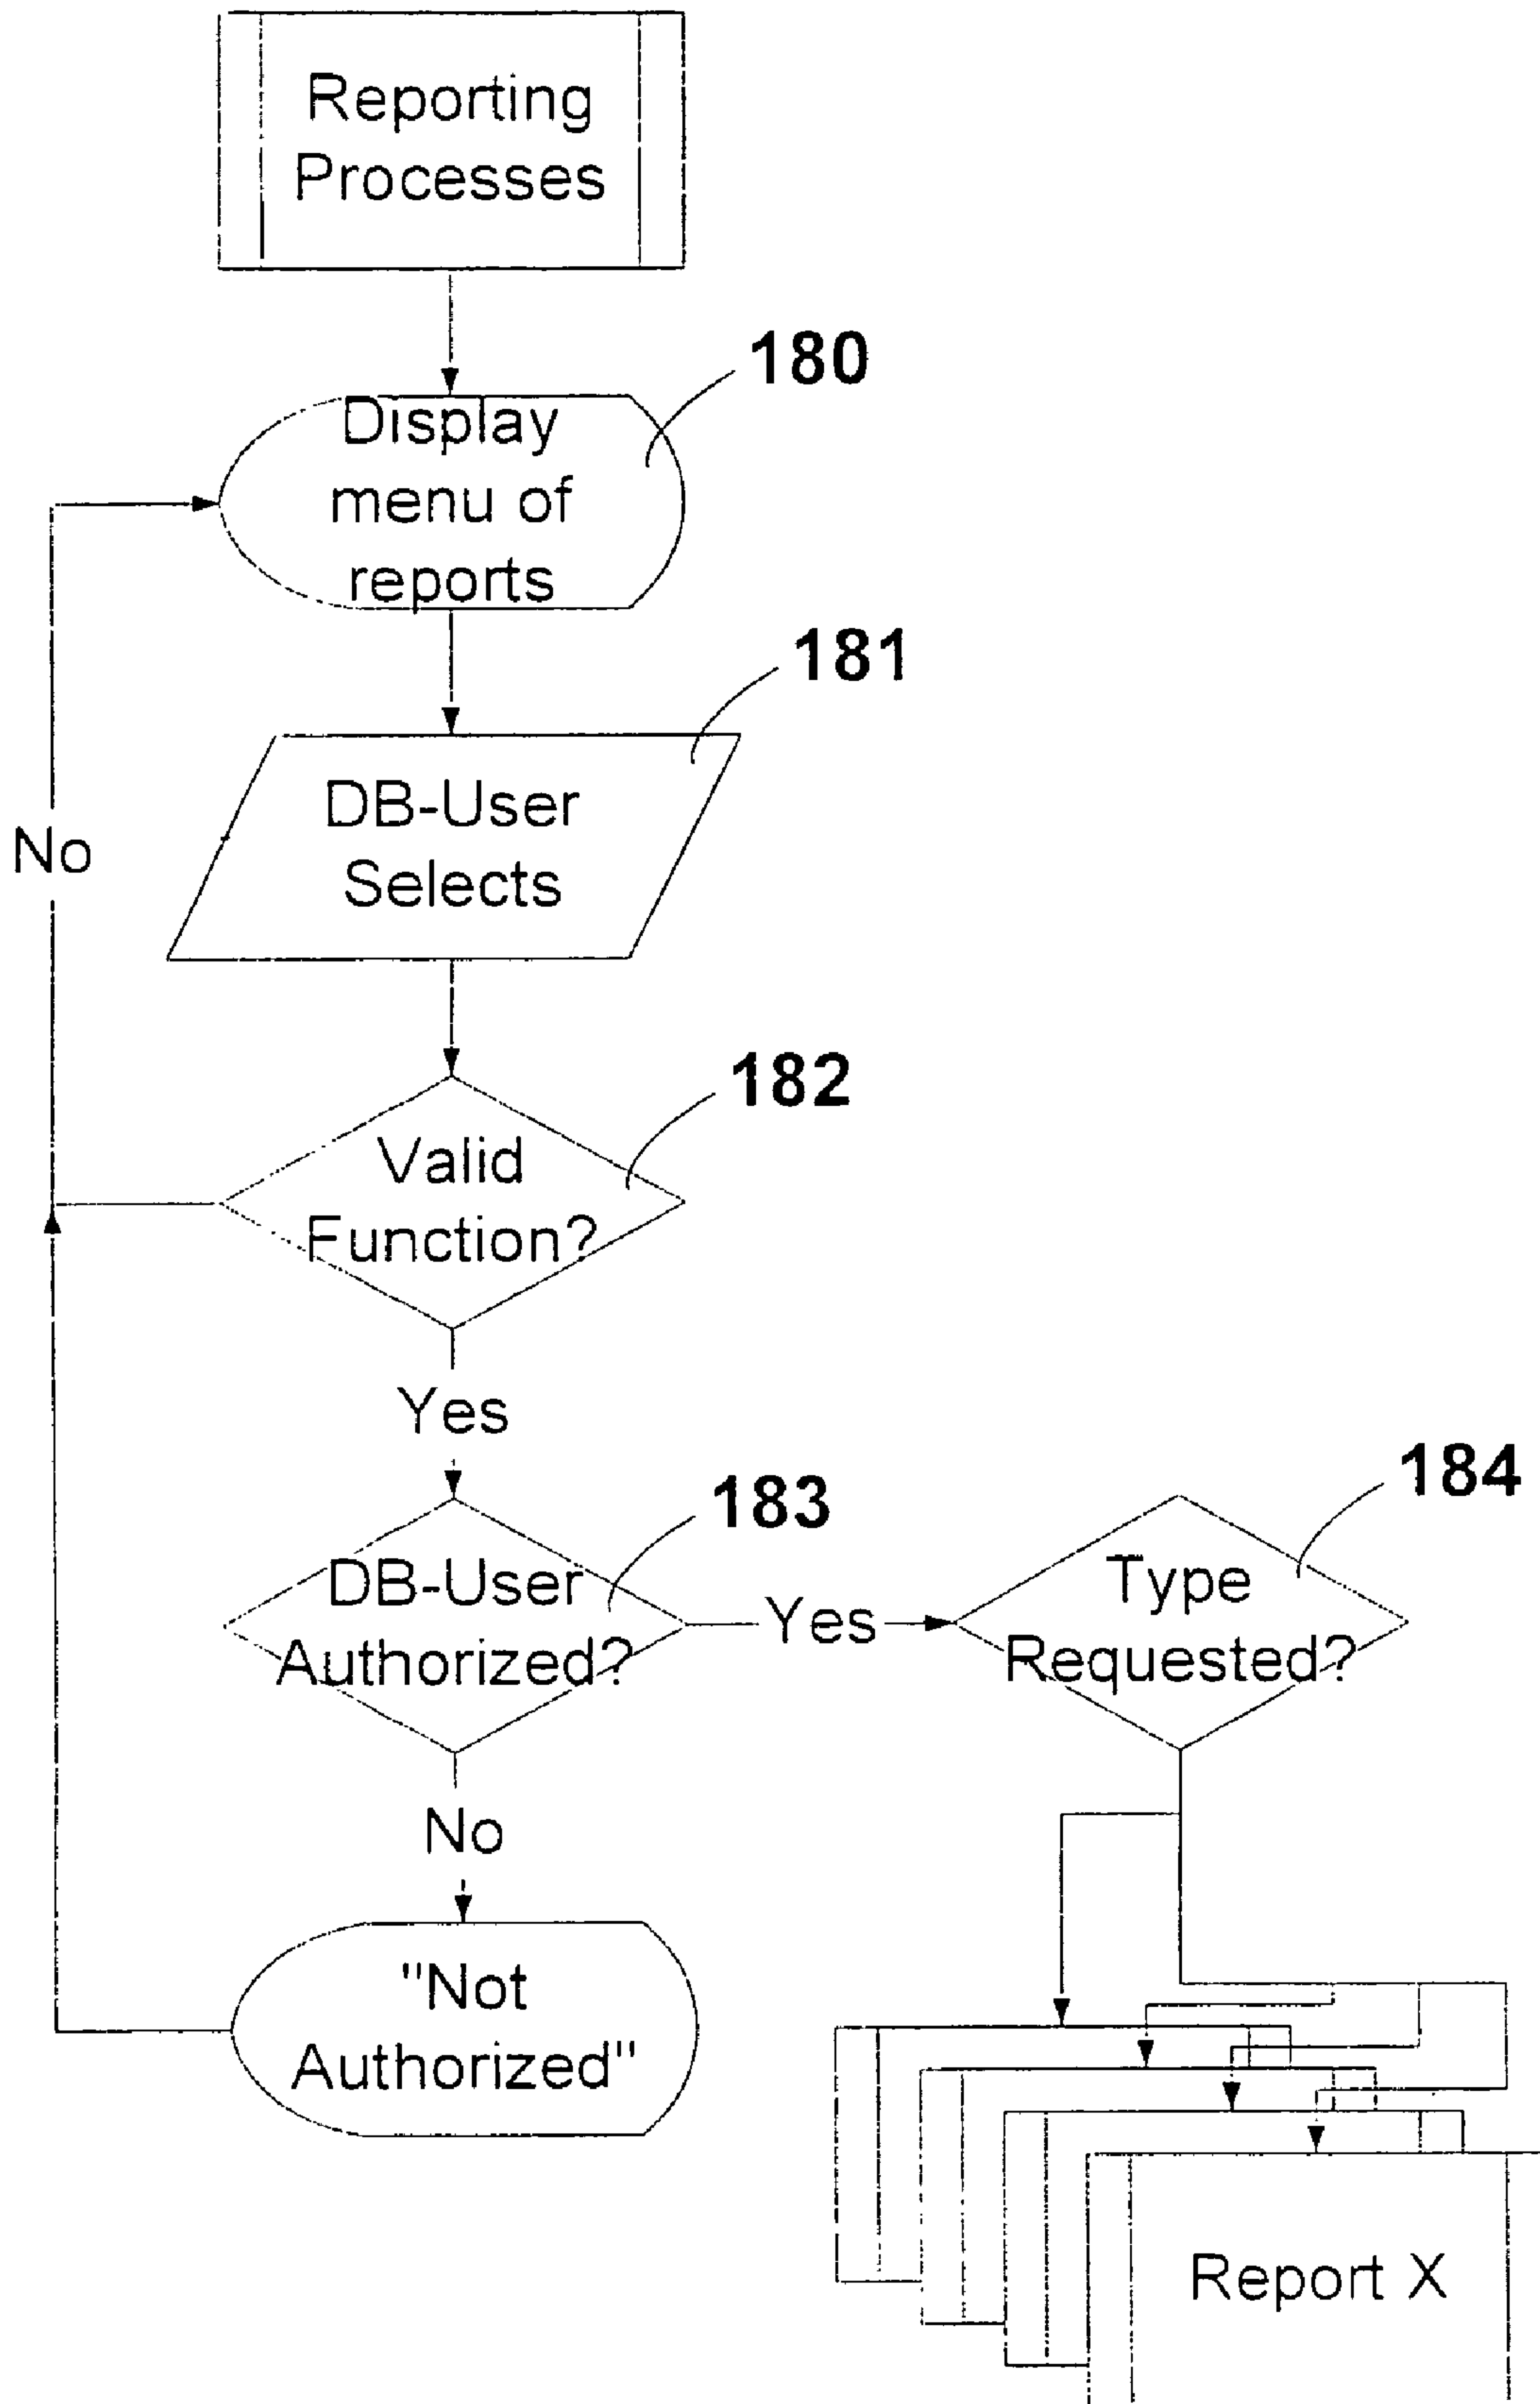 Reporting
Processes
180
Display
menu of
reports
181
DB-User
Selects
No
182
Valid
Function?
Yes
183
DB-User
Authorized?
Yes
184
Type
Requested?
No
"Not
Authorized"
Report X